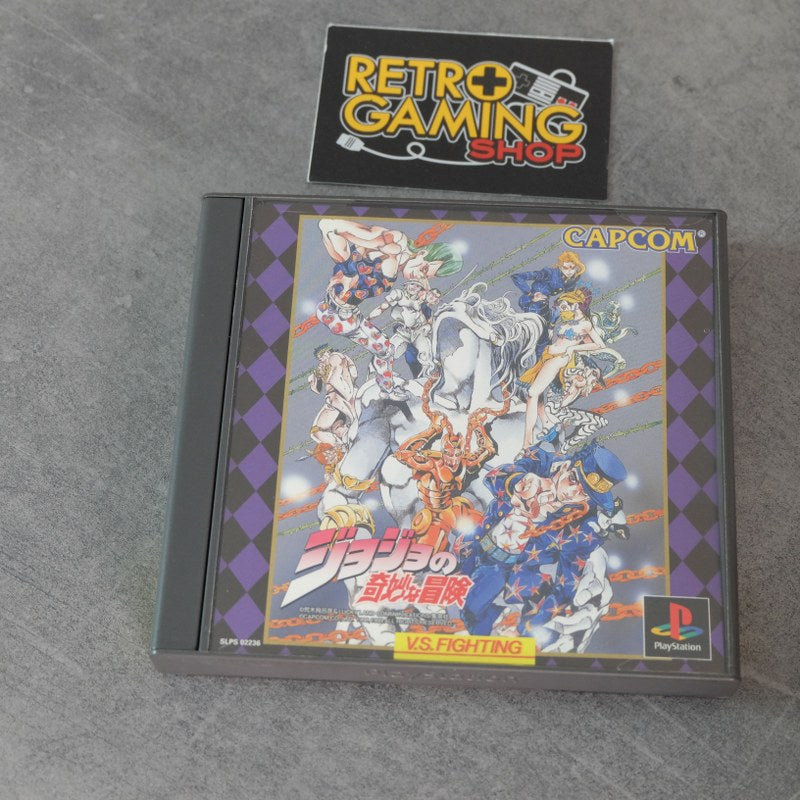 RETRO
GAMING
SHOP
CAPCOM®
ジョジョの
奇妙な冒険
SLPS 02236
V.S.FIGHTING
PlayStation